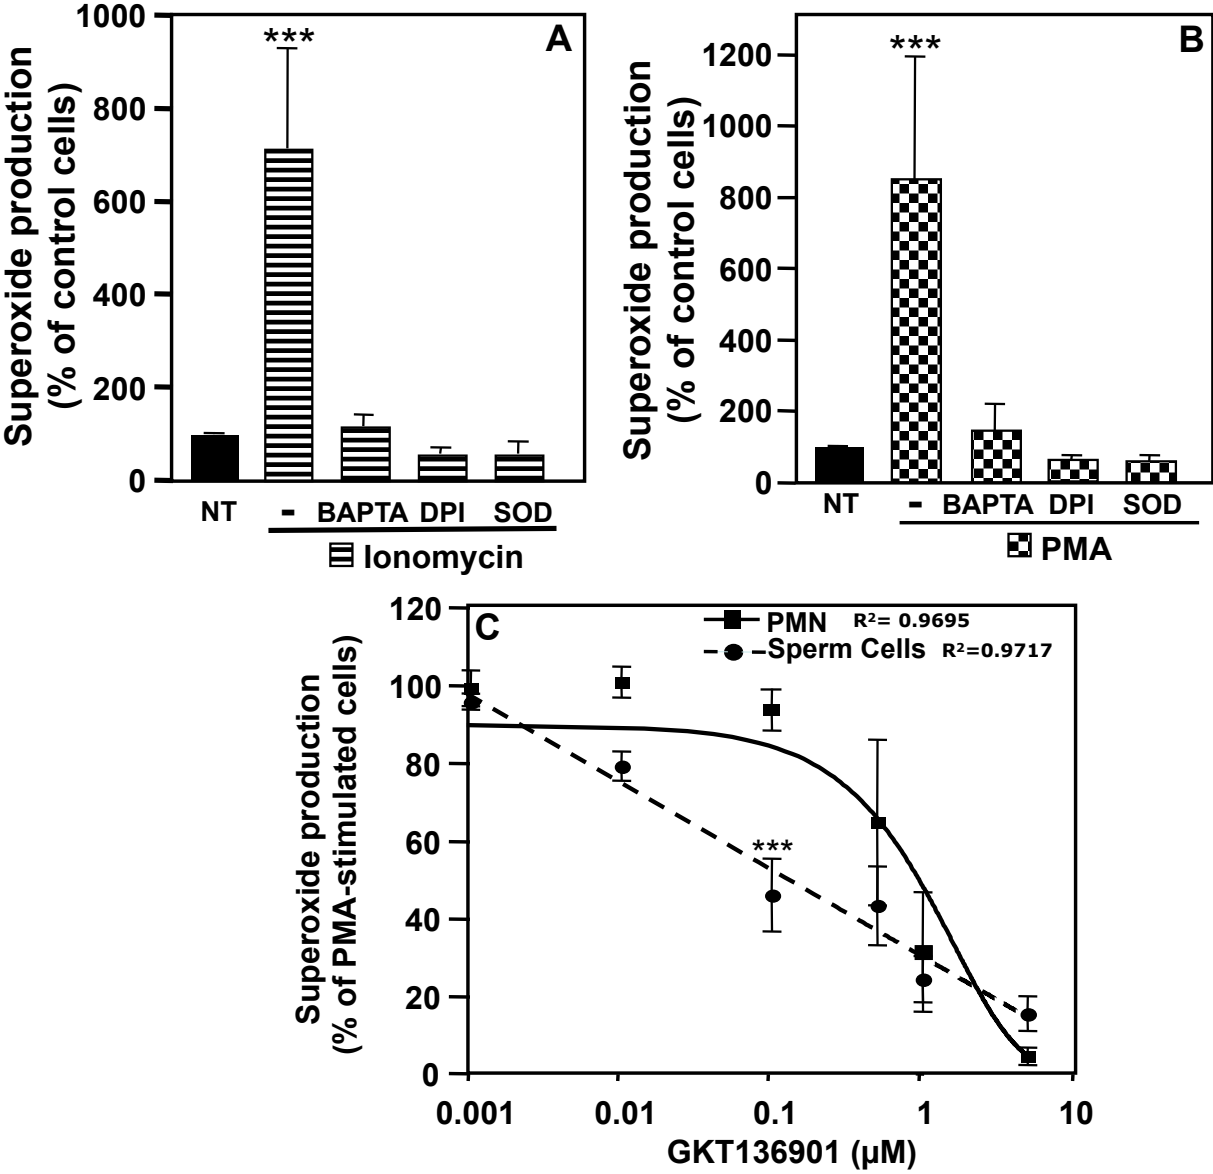 A
Superoxide production
(% of control cells)
1000
800
600
400
200
0
***
NT - BAPTA DPI SOD
Ionomycin
B
Superoxide production
(% of control cells)
1200
1000
800
600
400
200
0
***
NT - BAPTA DPI SOD
PMA
C
Superoxide production
(% of PMA-stimulated cells)
120
100
80
60
40
20
0
PMN R²= 0.9695
Sperm Cells R²=0.9717
***
0.001 0.01 0.1 1 10
GKT136901 (µM)